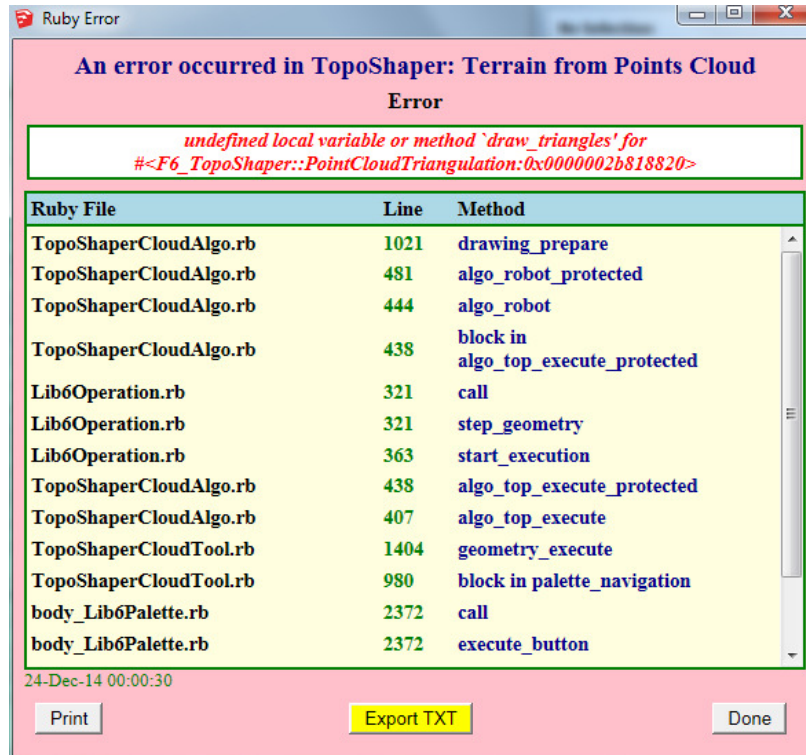 Ruby Error
No Selection
An error occurred in TopoShaper: Terrain from Points Cloud
Error
undefined local variable or method `draw_triangles' for
#<F6_TopoShaper::PointCloudTriangulation:0x0000002b818820>
Ruby File Line Method
TopoShaperCloudAlgo.rb 1021 drawing_prepare
TopoShaperCloudAlgo.rb 481 algo_robot_protected
TopoShaperCloudAlgo.rb 444 algo_robot
TopoShaperCloudAlgo.rb 438 block in
algo_top_execute_protected
Lib6Operation.rb 321 call
Lib6Operation.rb 321 step_geometry
Lib6Operation.rb 363 start_execution
TopoShaperCloudAlgo.rb 438 algo_top_execute_protected
TopoShaperCloudAlgo.rb 407 algo_top_execute
TopoShaperCloudTool.rb 1404 geometry_execute
TopoShaperCloudTool.rb 980 block in palette_navigation
body_Lib6Palette.rb 2372 call
body_Lib6Palette.rb 2372 execute_button
24-Dec-14 00:00:30
Print Export TXT Done